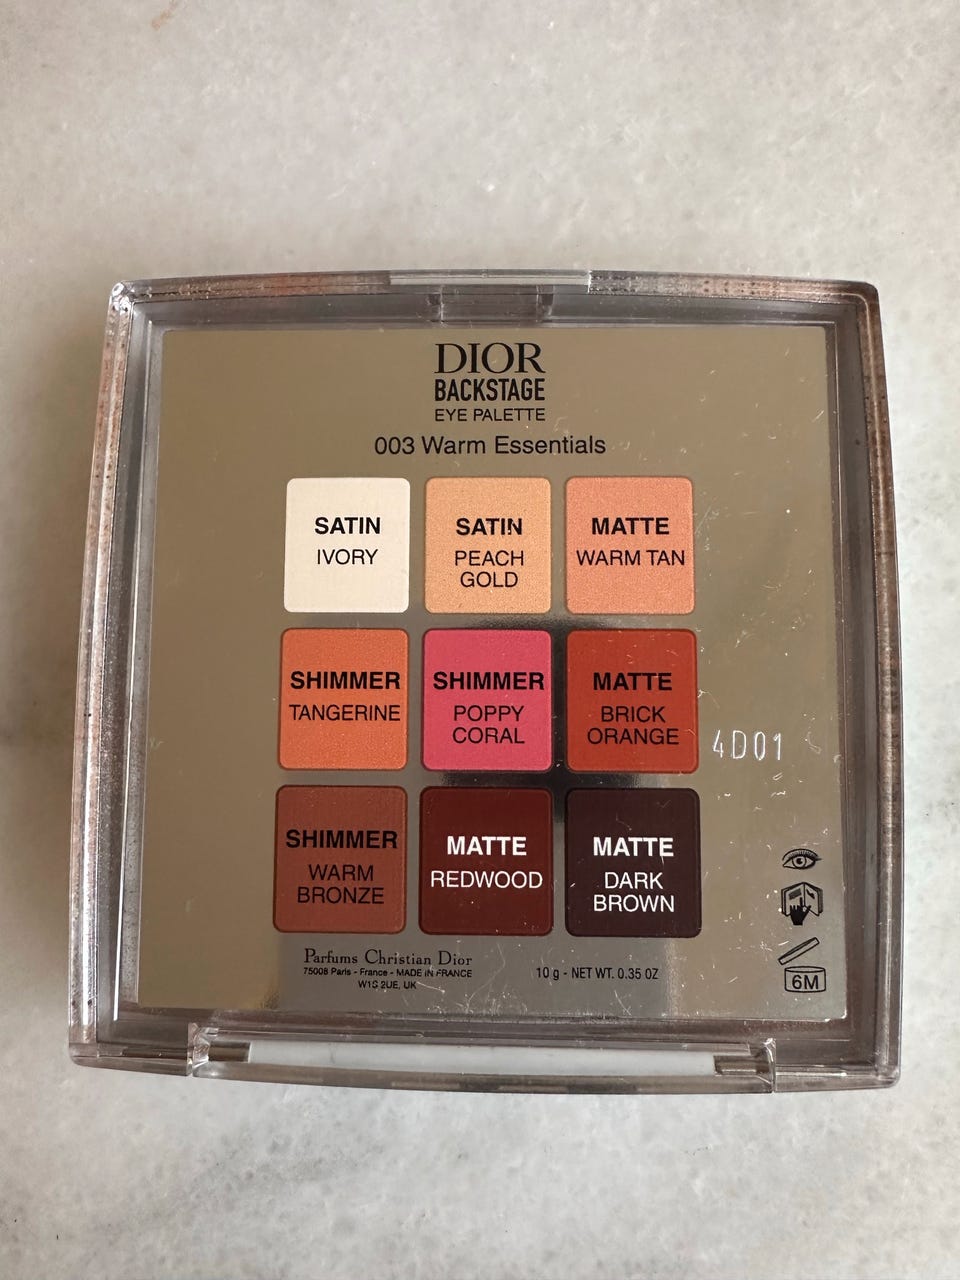 DIOR
BACKSTAGE
EYE PALETTE
003 Warm Essentials
SATIN
IVORY
SATIN
PEACH
GOLD
MATTE
WARM TAN
SHIMMER
TANGERINE
SHIMMER
POPPY
CORAL
MATTE
BRICK
ORANGE
4D01
SHIMMER
WARM
BRONZE
MATTE
REDWOOD
MATTE
DARK
BROWN
Parfums Christian Dior
75008 Paris - France - MADE IN FRANCE
W1S 2UE, UK
10 g - NET WT. 0.35 OZ
6M